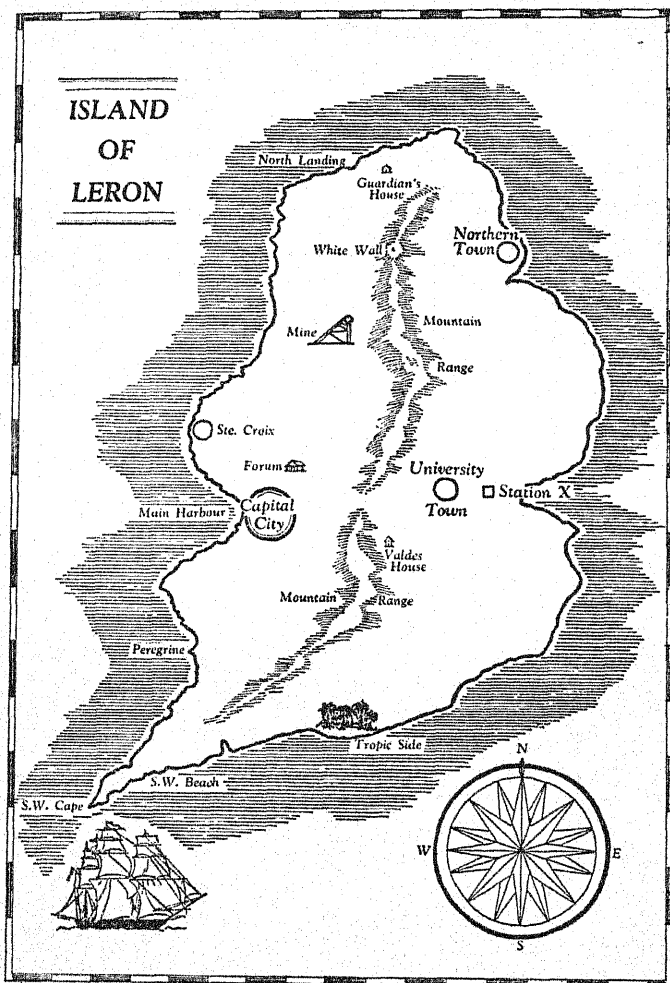 ISLAND
OF
LERON
North Landing
Guardian's
House
Northern
Town
White Wall
Mountain
Mine
Range
Ste. Croix
Forum
University
Town
Station X
Main Harbour
Capital
City
Valdes
House
Mountain
Range
Peregrine
Tropic Side
S.W. Beach
S.W. Cape
N
W
E
S